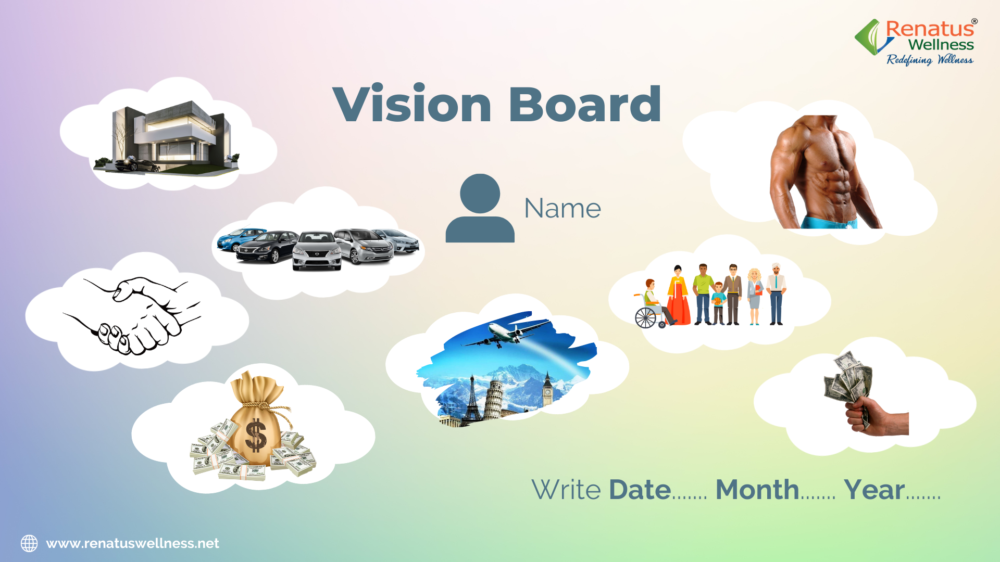 Renatus®
Wellness
Redefining Wellness
Vision Board
Name
$
Write Date....... Month....... Year.......
www.renatuswellness.net